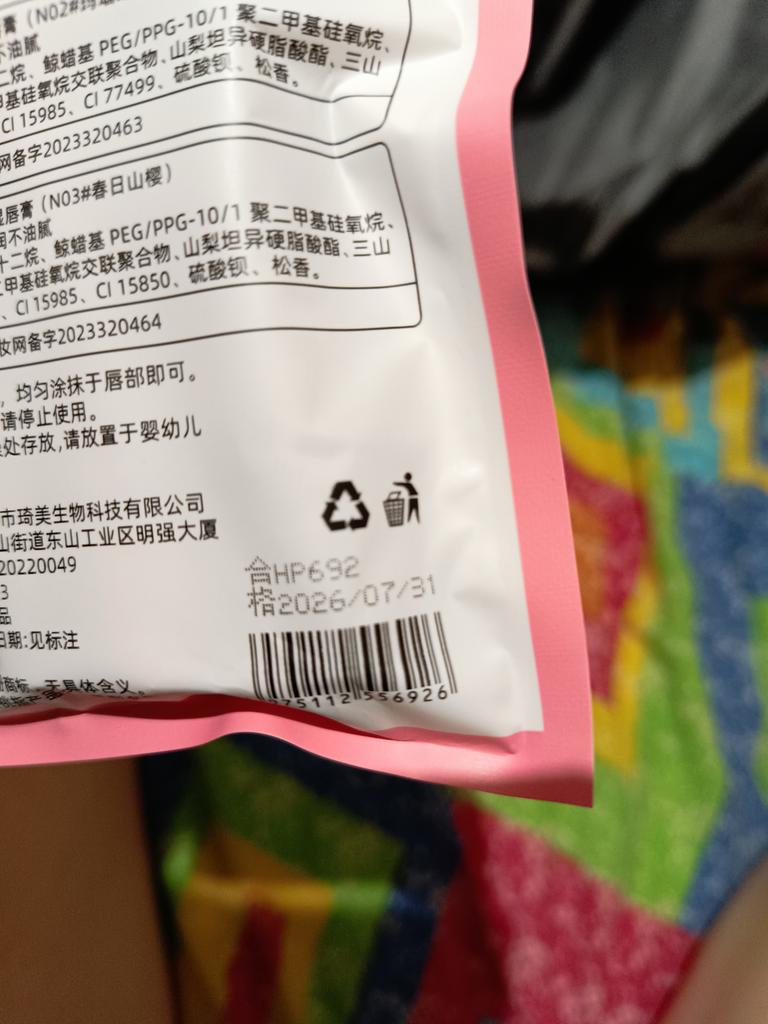 膏（N02#
不油腻
二烷、鲸蜡基 PEG/PPG-10/1 聚二甲基硅氧烷、
甲基硅氧烷交联聚合物、山梨坦异硬脂酸酯、三山
CI 15985、CI 77499、硫酸钡、松香。
网备字2023320463
唇膏（N03#春日山樱）
润不油腻
十二烷、鲸蜡基 PEG/PPG-10/1 聚二甲基硅氧烷、
二甲基硅氧烷交联聚合物、山梨坦异硬脂酸酯、三山
、CI 15985、CI 15850、硫酸钡、松香。
妆网备字2023320464
，均匀涂抹于唇部即可。
请停止使用。
处存放,请放置于婴幼儿
市琦美生物科技有限公司
山街道东山工业区明强大厦
20220049
3
品
日期:见标注
商标，无具体含义。
合HP692
格2026/07/31
75112 556926